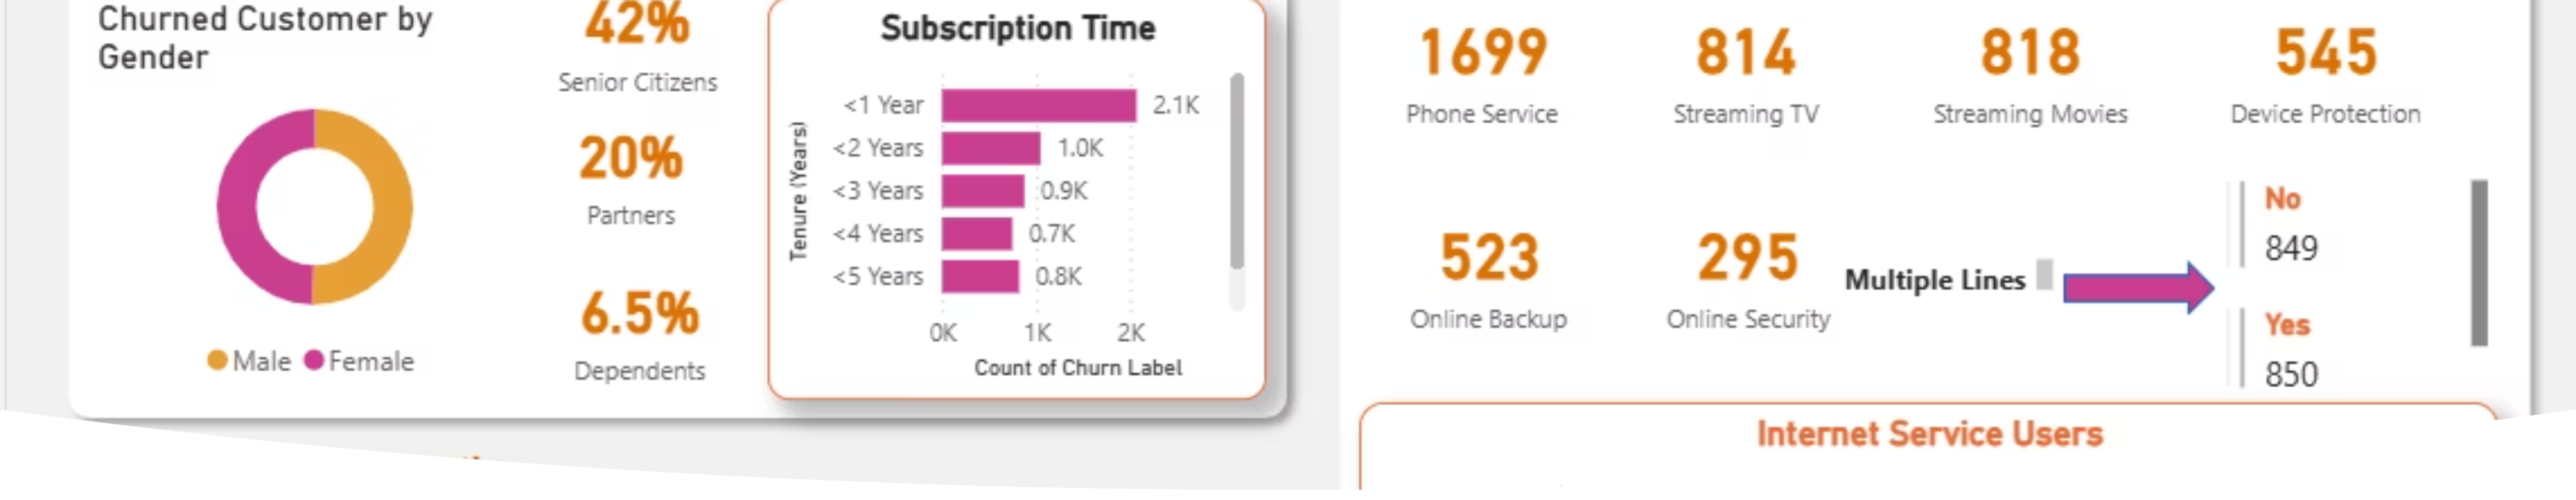 Churned Customer by
Gender
Male Female
42%
Senior Citizens
20%
Partners
6.5%
Dependents
Subscription Time
Tenure (Years)
<1 Year 2.1K
<2 Years 1.0K
<3 Years 0.9K
<4 Years 0.7K
<5 Years 0.8K
0K 1K 2K
Count of Churn Label
1699 814 818 545
Phone Service Streaming TV Streaming Movies Device Protection
523 295
Online Backup Online Security
Multiple Lines
No
849
Yes
850
Internet Service Users